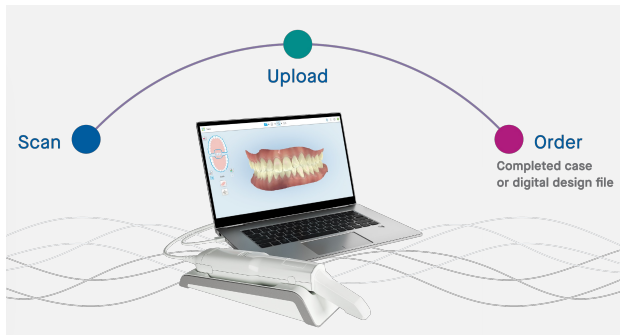 Upload
Scan
Order
Completed case
or digital design file